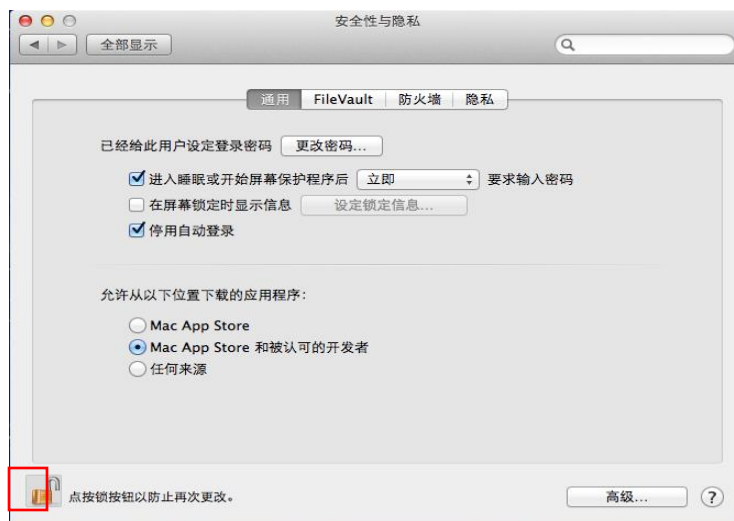 安全性与隐私
全部显示
通用 FileVault 防火墙 隐私
已经给此用户设定登录密码 更改密码...
进入睡眠或开始屏幕保护程序后 立即 要求输入密码
在屏幕锁定时显示信息 设定锁定信息...
停用自动登录
允许从以下位置下载的应用程序：
Mac App Store
Mac App Store 和被认可的开发者
任何来源
点按锁按钮以防止再次更改。 高级... ?